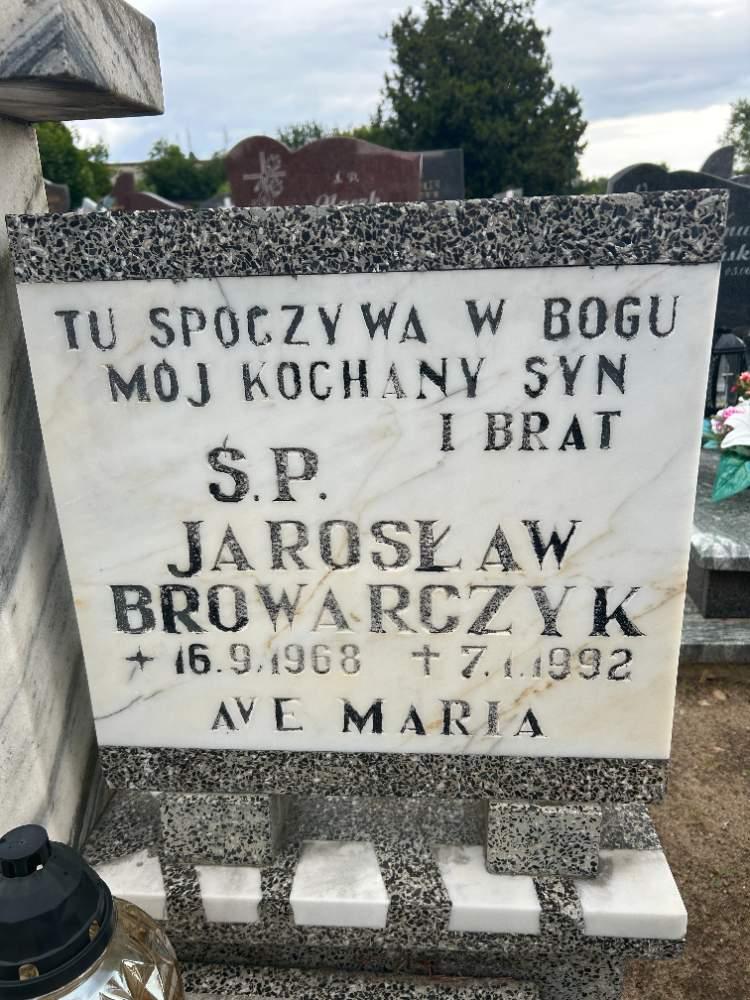 TU SPOCZYWA W BOGU
MÓJ KOCHANY SYN
I BRAT
Ś.P.
JAROSŁAW
BROWARCZYK
16.9.1968 † 7.1.1992
AVE MARIA